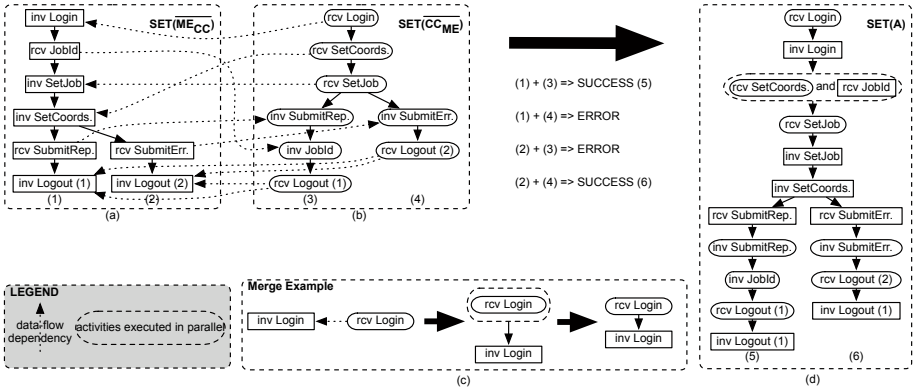 SET(ME_CC)
inv Login
rcv JobId
inv SetJob
inv SetCoords.
rcv SubmitRep.
rcv SubmitErr.
inv Logout (1)
inv Logout (2)
(1)
(2)
(a)
SET(CC_ME)
rcv Login
rcv SetCoords.
rcv SetJob
inv SubmitRep.
inv SubmitErr.
inv JobId
rcv Logout (2)
rcv Logout (1)
(3)
(4)
(b)
(1) + (3) => SUCCESS (5)
(1) + (4) => ERROR
(2) + (3) => ERROR
(2) + (4) => SUCCESS (6)
SET(A)
rcv Login
inv Login
rcv SetCoords. and rcv JobId
rcv SetJob
inv SetJob
inv SetCoords.
rcv SubmitRep.
rcv SubmitErr.
inv SubmitRep.
inv SubmitErr.
inv JobId
rcv Logout (2)
rcv Logout (1)
inv Logout (1)
inv Logout (1)
(5)
(6)
(d)
LEGEND
data flow
dependency
activities executed in parallel
Merge Example
inv Login
rcv Login
rcv Login
inv Login
rcv Login
inv Login
(c)